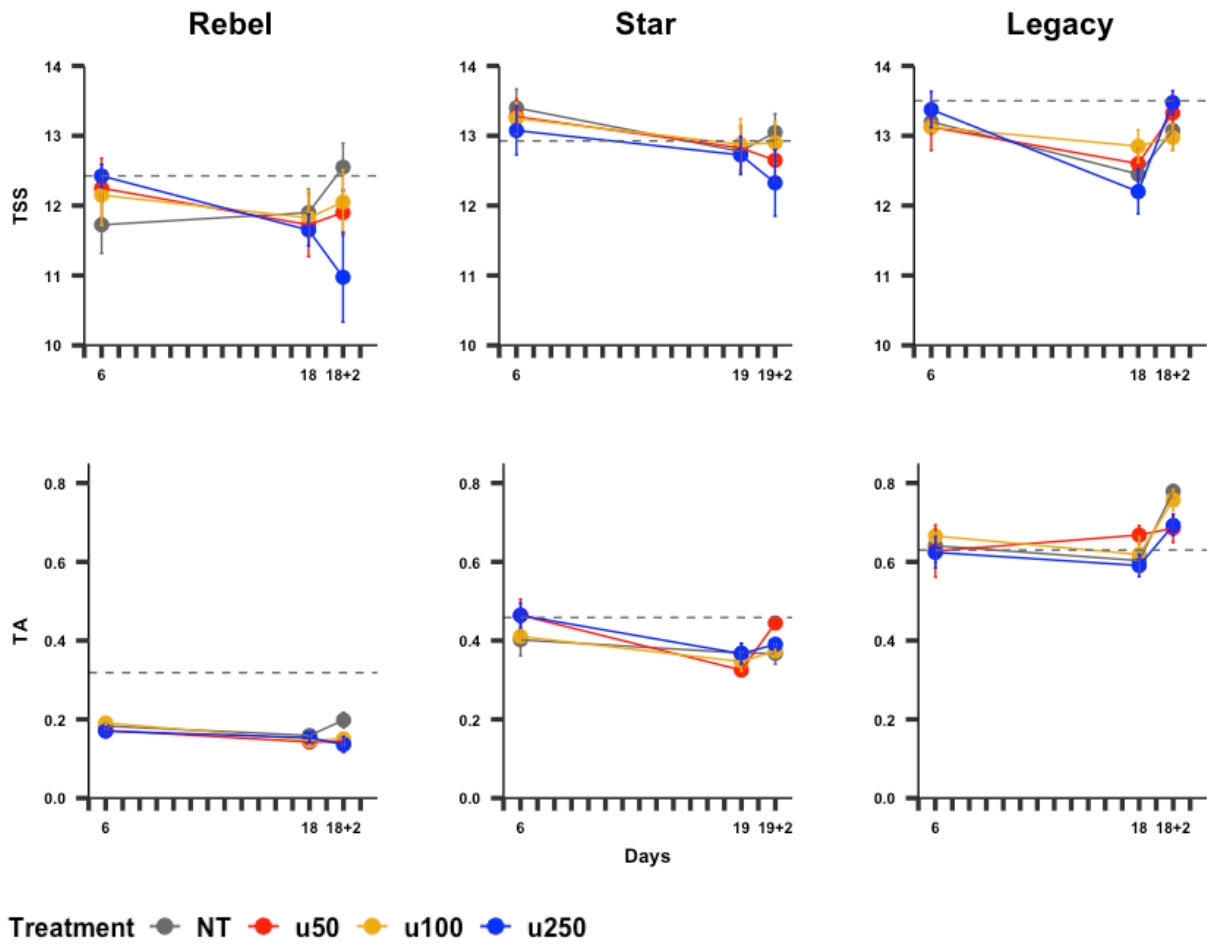 Rebel Star Legacy
TSS
14 14 14
13 13 13
12 12 12
11 11 11
10 10 10
6 18 18+2 6 19 19+2 6 18 18+2
TA
0.8 0.8 0.8
0.6 0.6 0.6
0.4 0.4 0.4
0.2 0.2 0.2
0.0 0.0 0.0
6 18 18+2 6 19 19+2 6 18 18+2
Days
Treatment NT u50 u100 u250